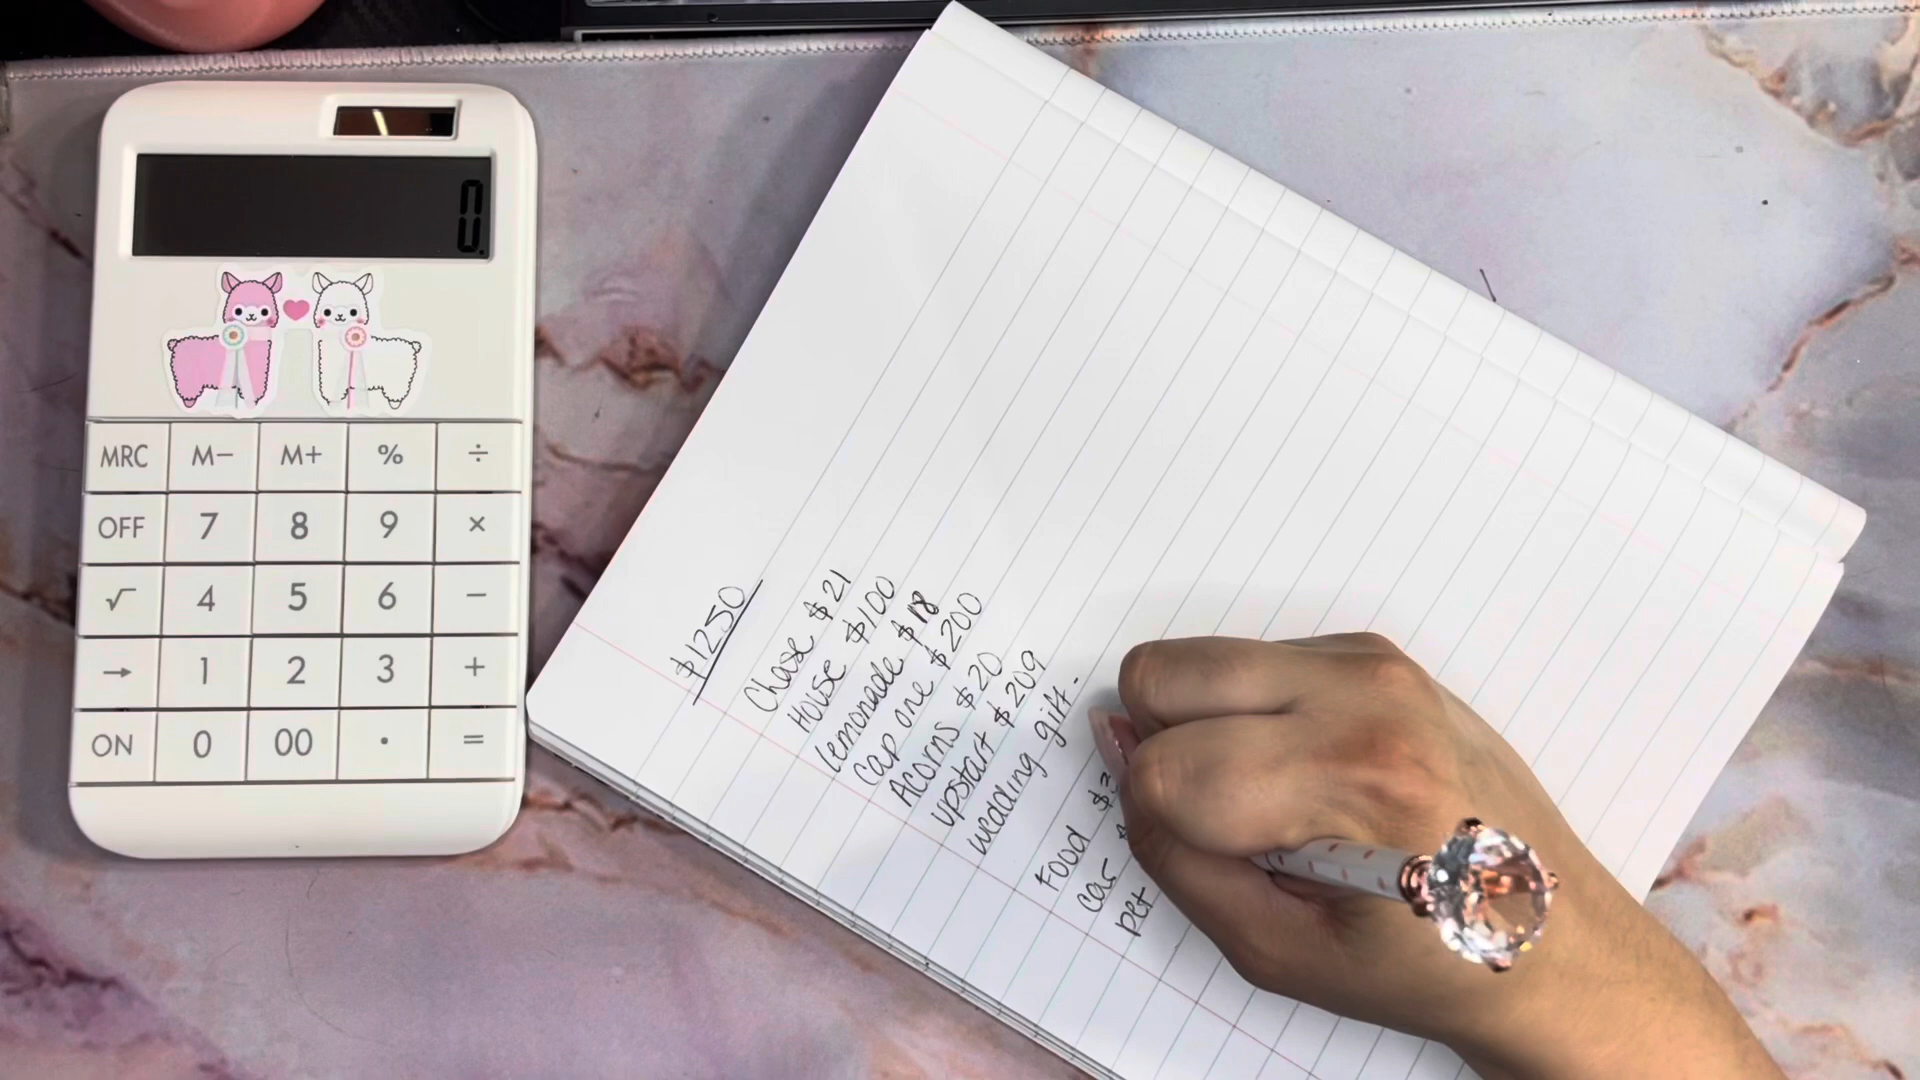 0.
MRC M− M+ % ÷
OFF 7 8 9 ×
√ 4 5 6 −
→ 1 2 3 +
ON 0 00 . =
$1250
Chase $21
House $100
lemonade $18
Cap one $200
Acorns $20
upstart $209
wedding gift -
Food $
car
pet